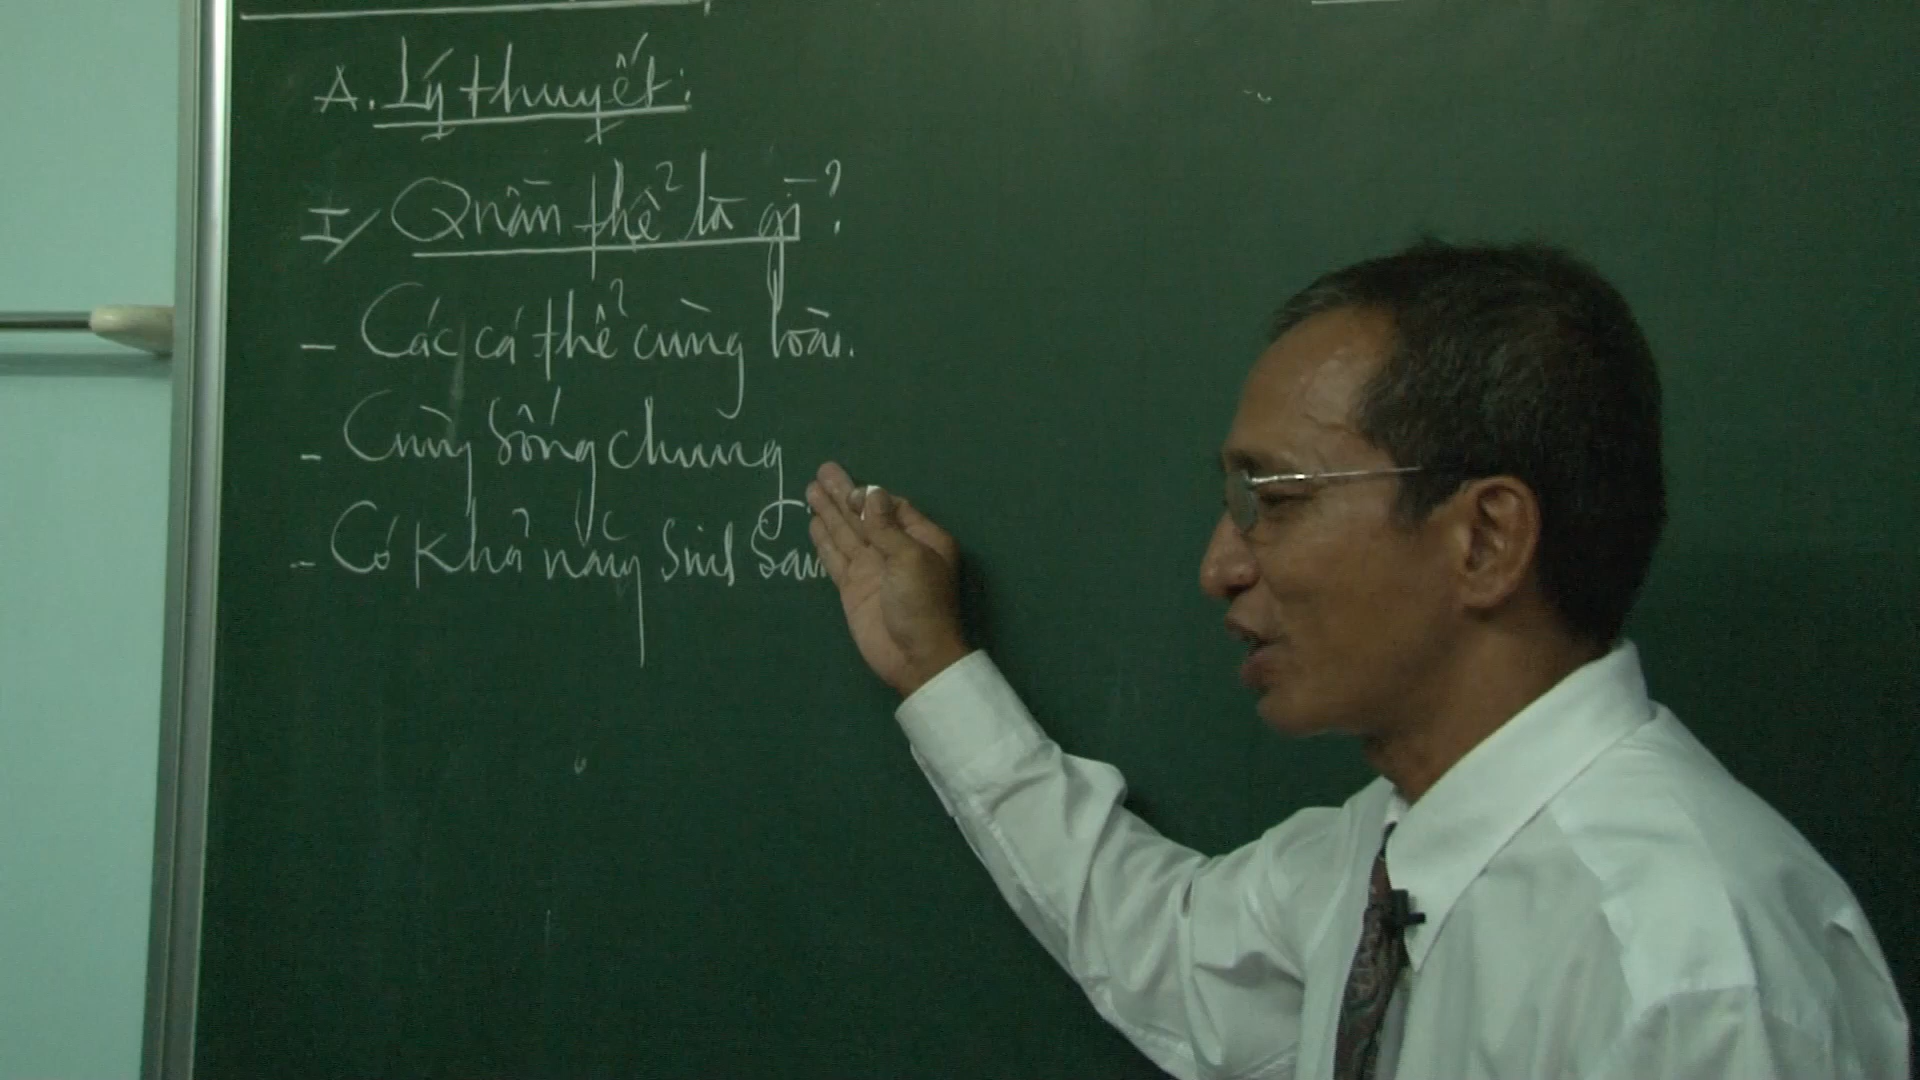 A. Lý thuyết:
I/ Quần thể là gì?
- Các cá thể cùng loài.
- Cùng sống chung
- Có khả năng sinh sản